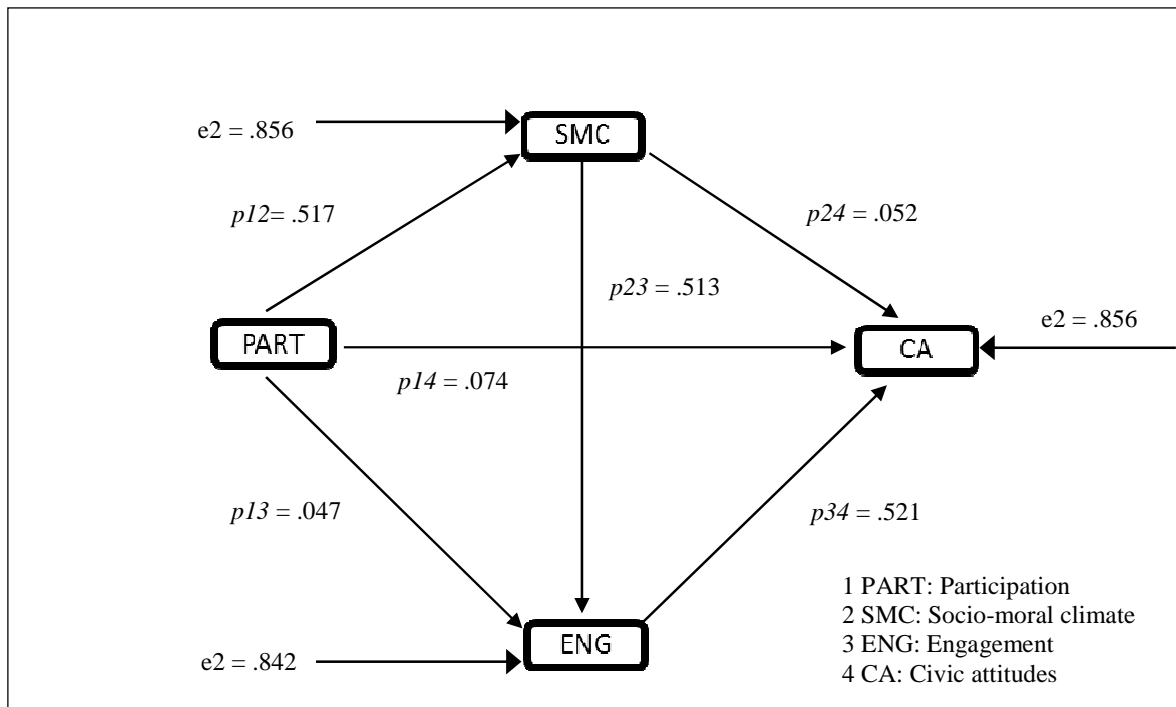 e2 = .856
SMC
p12= .517
p24 = .052
p23 = .513
e2 = .856
PART
CA
p14 = .074
p13 = .047
p34 = .521
1 PART: Participation
2 SMC: Socio-moral climate
3 ENG: Engagement
4 CA: Civic attitudes
ENG
e2 = .842